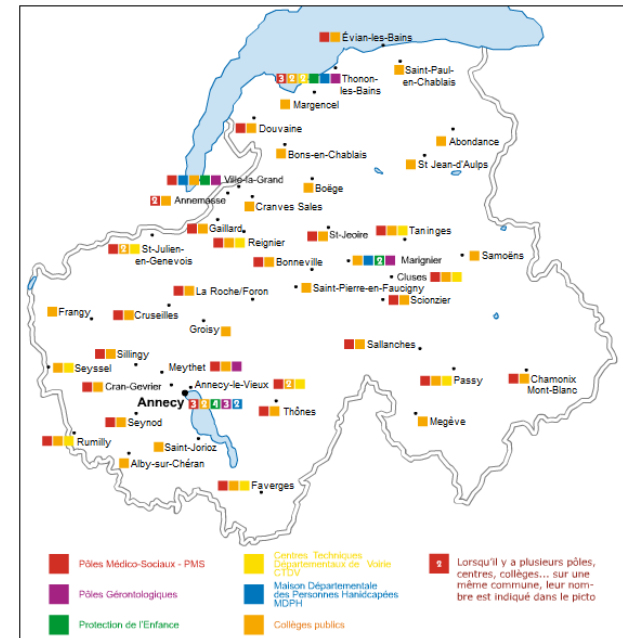 Évian-les-Bains
Saint-Paul-
en-Chablais
3 2 2 Thonon-
les-Bains
Margencel
Douvaine
Abondance
Bons-en-Chablais
St Jean-d'Aulps
Ville-la-Grand
Boëge
2 Annemasse
Cranves Sales
Gaillard
St-Jeoire
Taninges
Reignier
2 St-Julien-
en-Genevois
Samoëns
Bonneville
2 Marignier
Cluses
Saint-Pierre-en-Faucigny
La Roche/Foron
Scionzier
Frangy
Cruseilles
Groisy
Sallanches
Sillingy
Seyssel
Meythet
Passy
Chamonix
Mont-Blanc
Cran-Gevrier
Annecy-le-Vieux 2
Annecy 3 2 4 3 2
Thônes
Seynod
Megève
Rumilly
Saint-Jorioz
Alby-sur-Chéran
Faverges
Pôles Médico-Sociaux - PMS
Pôles Gérontologiques
Protection de l'Enfance
Centres Techniques
Départementaux de Voirie
CTDV
Maison Départementale
des Personnes Handicapées
MDPH
Collèges publics
2 Lorsqu'il y a plusieurs pôles,
centres, collèges... sur une
même commune, leur nom-
bre est indiqué dans le picto